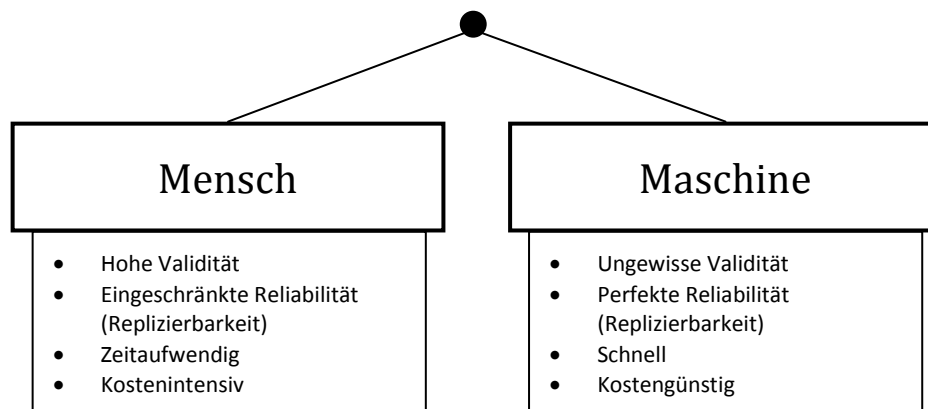 Mensch
• Hohe Validität
• Eingeschränkte Reliabilität
(Replizierbarkeit)
• Zeitaufwendig
• Kostenintensiv
Maschine
• Ungewisse Validität
• Perfekte Reliabilität
(Replizierbarkeit)
• Schnell
• Kostengünstig